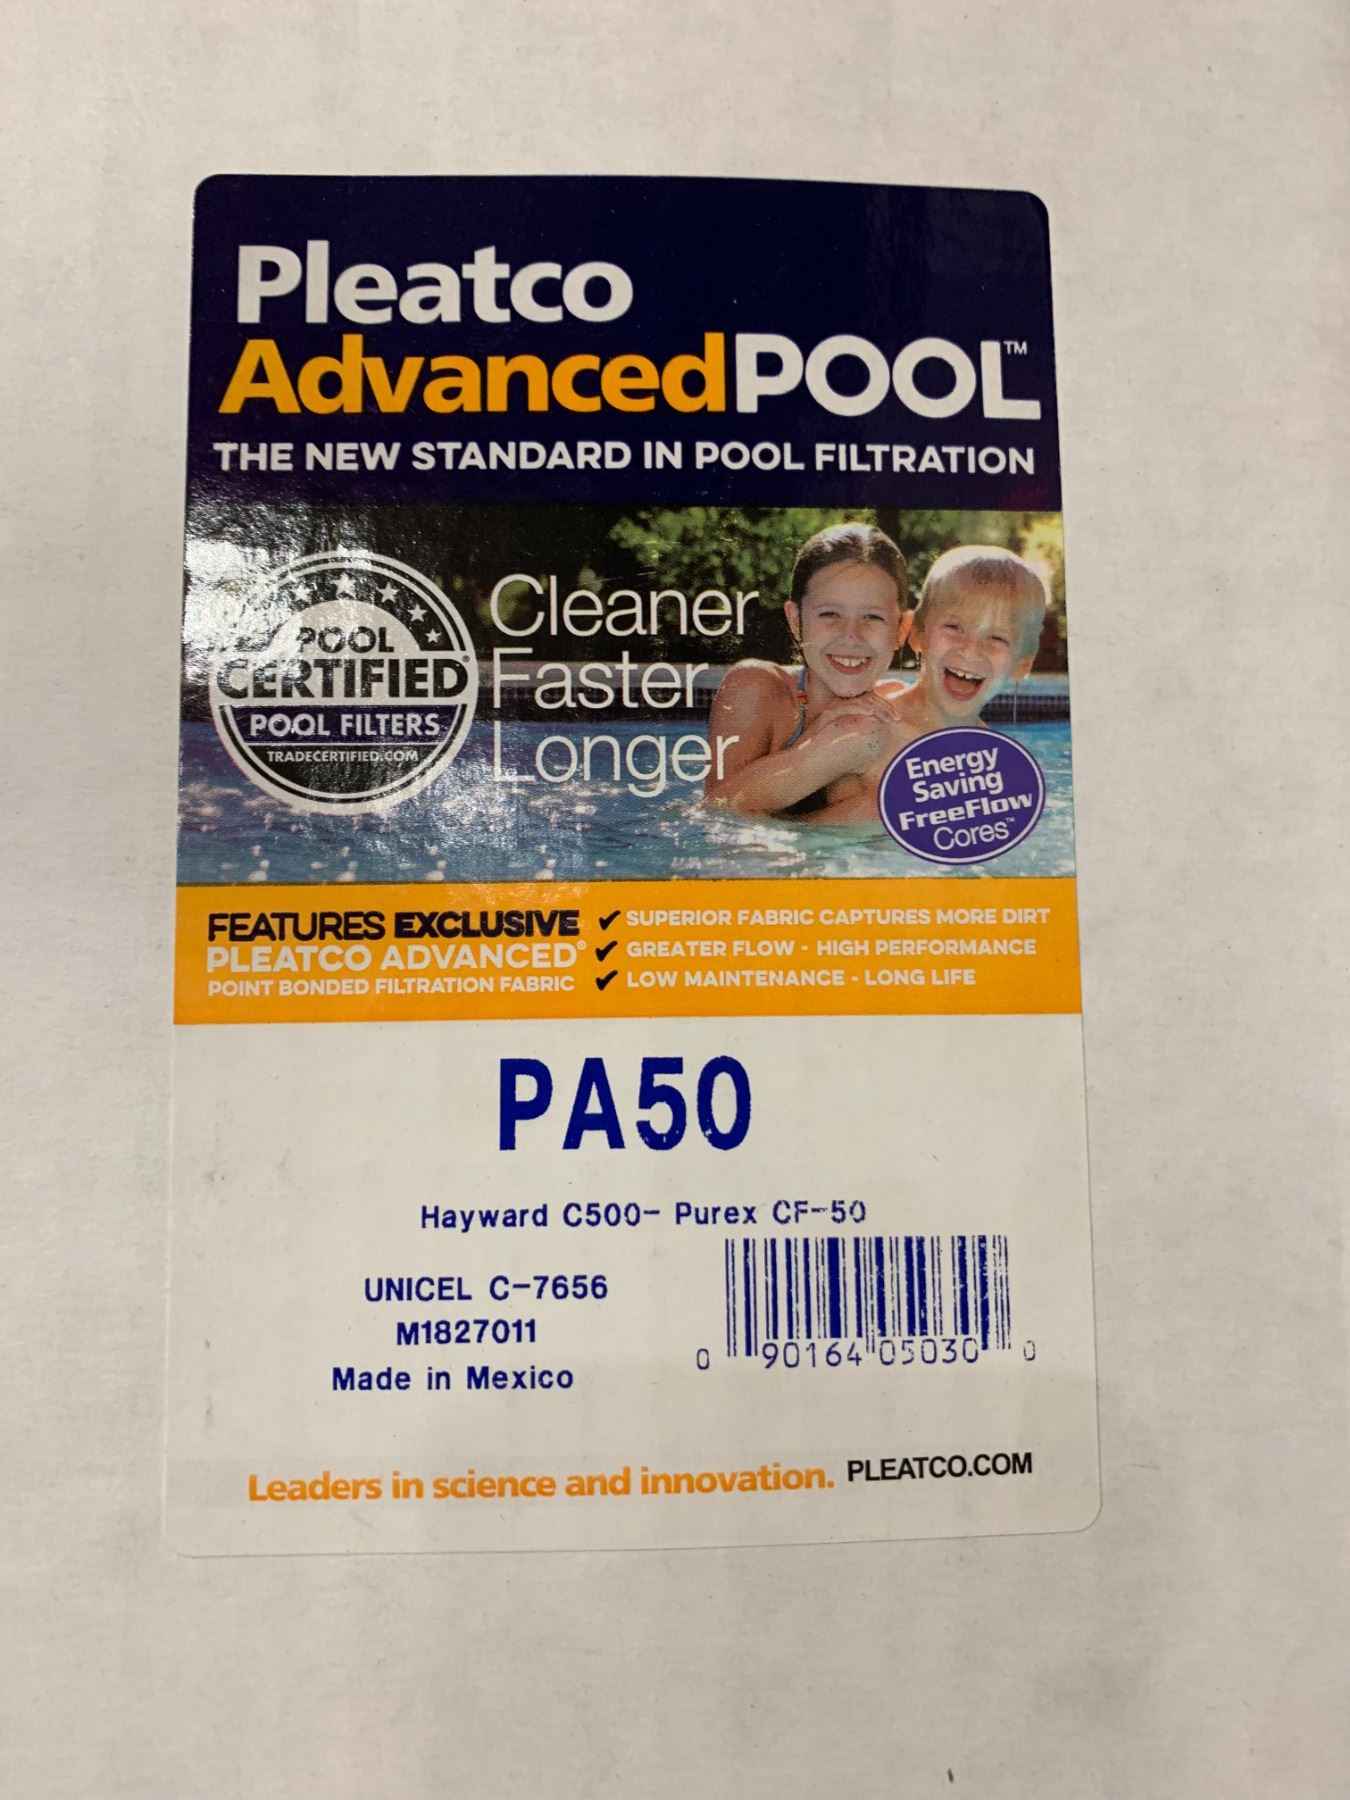 Pleatco
AdvancedPOOL™
THE NEW STANDARD IN POOL FILTRATION
POOL
CERTIFIED®
POOL FILTERS
TRADECERTIFIED.COM
Cleaner
Faster
Longer
Energy
Saving
FreeFlow
Cores™
FEATURES EXCLUSIVE
PLEATCO ADVANCED®
POINT BONDED FILTRATION FABRIC
✔ SUPERIOR FABRIC CAPTURES MORE DIRT
✔ GREATER FLOW - HIGH PERFORMANCE
✔ LOW MAINTENANCE - LONG LIFE
PA50
Hayward C500- Purex CF-50
UNICEL C-7656
M1827011
Made in Mexico
0 90164 05030 0
Leaders in science and innovation. PLEATCO.COM